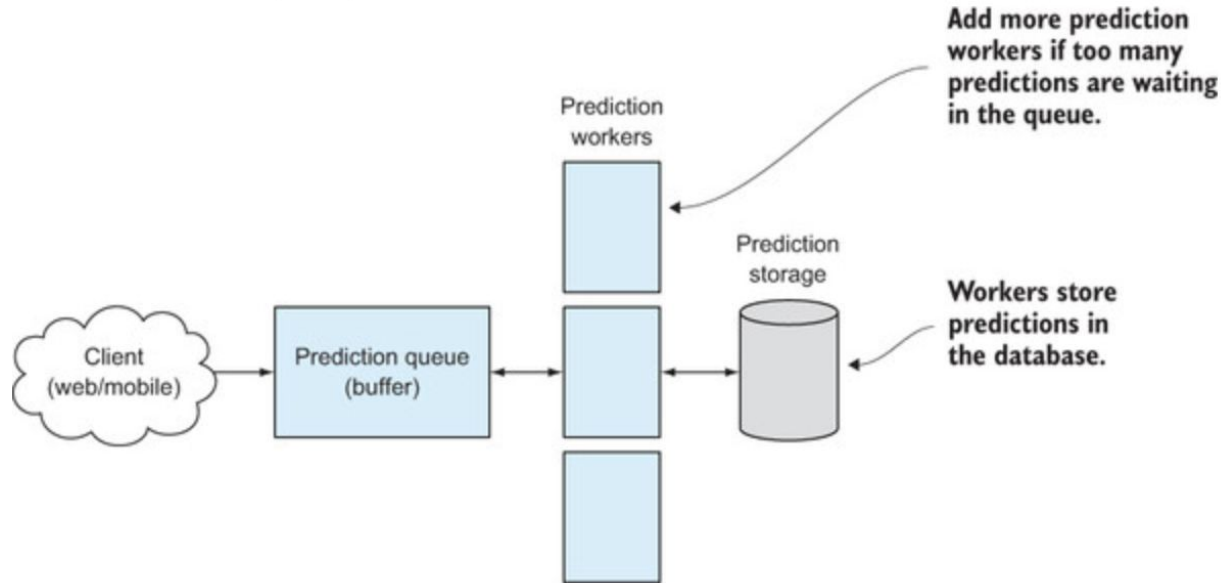 Add more prediction
workers if too many
predictions are waiting
in the queue.
Prediction
workers
Prediction
storage
Workers store
predictions in
the database.
Client
(web/mobile)
Prediction queue
(buffer)